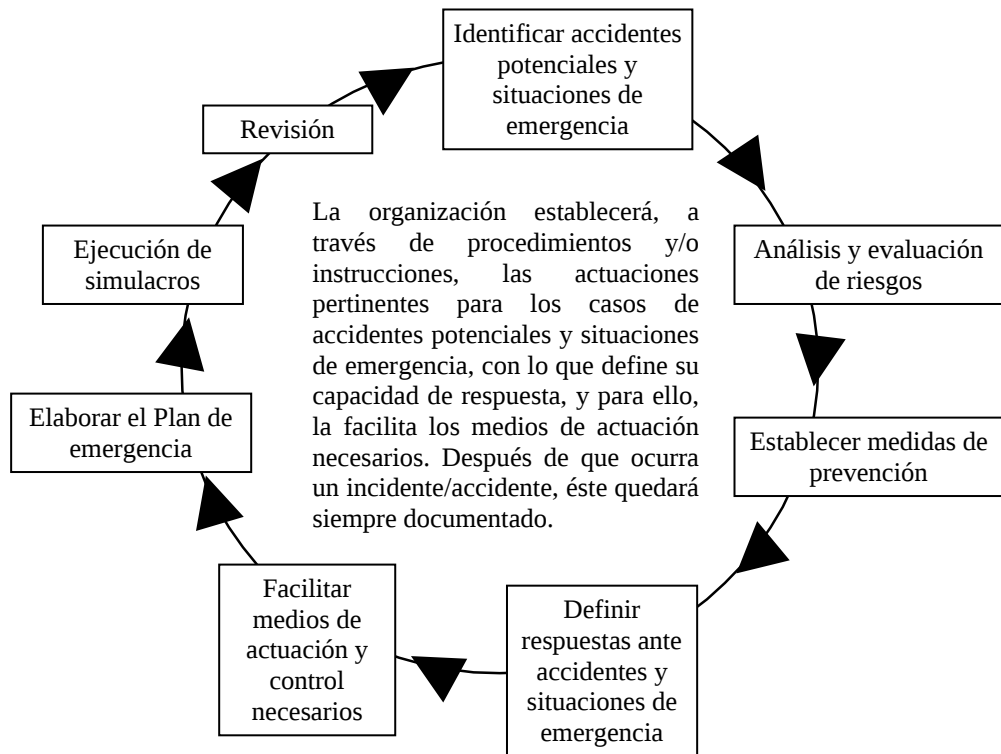 Identificar accidentes
potenciales y
situaciones de
emergencia
Revisión
Ejecución de
simulacros
Análisis y evaluación
de riesgos
La organización establecerá, a
través de procedimientos y/o
instrucciones, las actuaciones
pertinentes para los casos de
accidentes potenciales y situaciones
de emergencia, con lo que define su
capacidad de respuesta, y para ello,
la facilita los medios de actuación
necesarios. Después de que ocurra
un incidente/accidente, éste quedará
siempre documentado.
Elaborar el Plan de
emergencia
Establecer medidas de
prevención
Facilitar
medios de
actuación y
control
necesarios
Definir
respuestas ante
accidentes y
situaciones de
emergencia